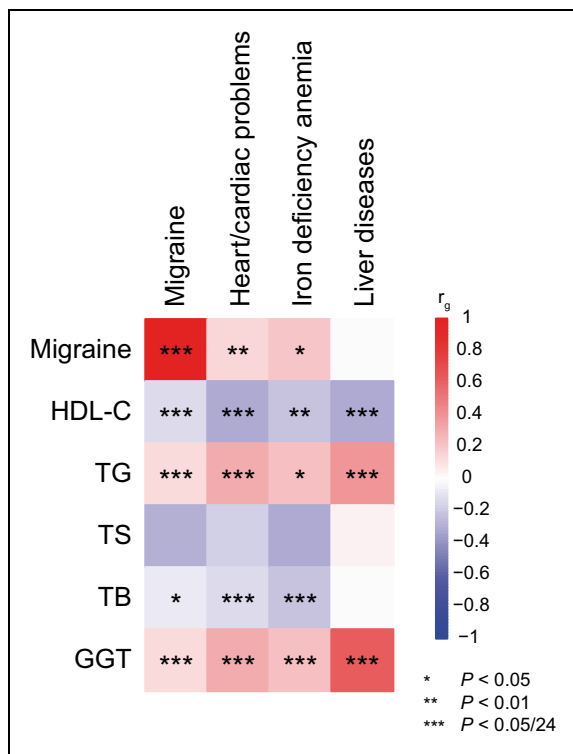 Migraine
Heart/cardiac problems
Iron deficiency anemia
Liver diseases
r_g
Migraine *** ** *
HDL-C *** *** ** ***
TG *** *** * ***
TS
TB * *** ***
GGT *** *** *** ***
1
0.8
0.6
0.4
0.2
0
−0.2
−0.4
−0.6
−0.8
−1
* P < 0.05
** P < 0.01
*** P < 0.05/24